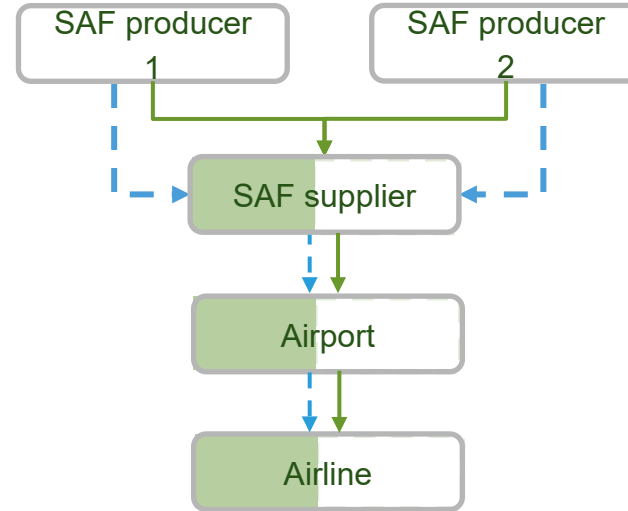 SAF producer
1
SAF producer
2
SAF supplier
Airport
Airline